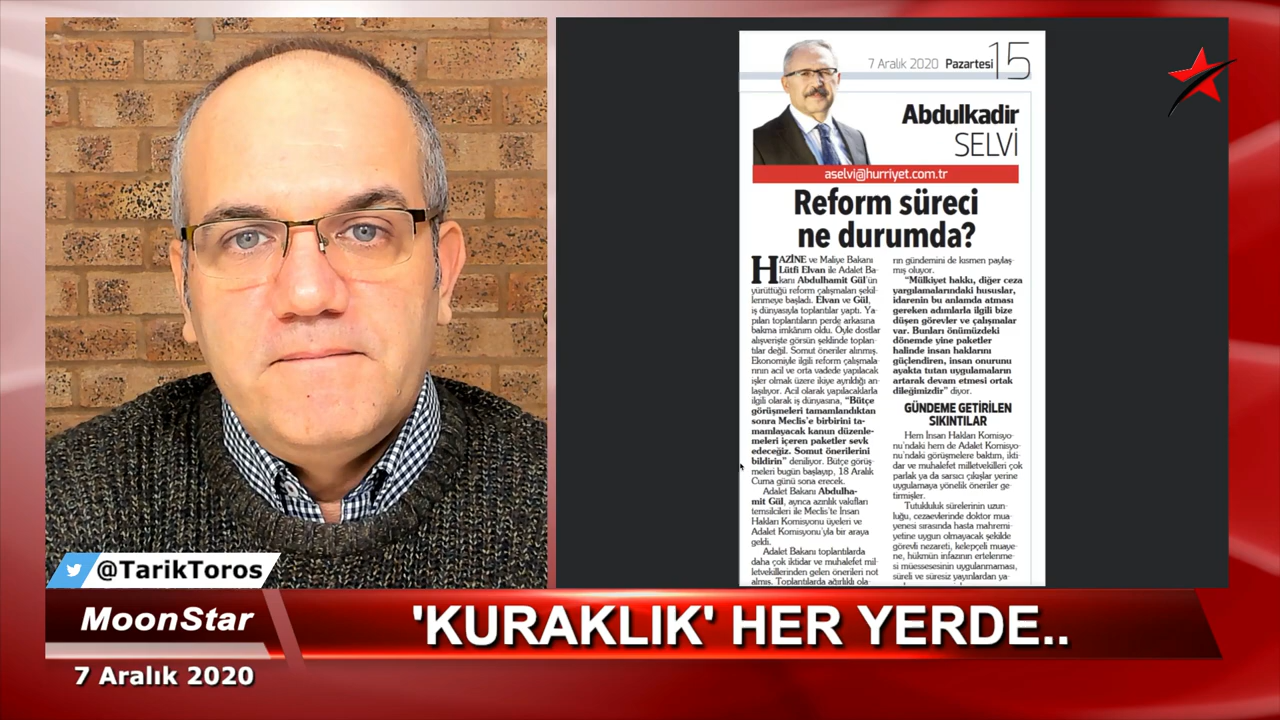 7 Aralık 2020 Pazartesi 15
Abdulkadir
SELVİ
aselvi@hurriyet.com.tr
Reform süreci
ne durumda?
HAZİNE ve Maliye Bakanı
Lütfi Elvan ile Adalet Ba-
kanı Abdulhamit Gül'ün
yürüttüğü reform çalışmaları şekil-
lenmeye başladı. Elvan ve Gül,
iş dünyasıyla toplantılar yaptı. Ya-
pılan toplantıların perde arkasına
bakma imkânım oldu. Öyle dostlar
alışverişte görsün şeklinde toplan-
tılar değil. Somut öneriler alınmış.
Ekonomiyle ilgili reform çalışmala-
rının acil ve orta vadede yapılacak
işler olmak üzere ikiye ayrıldığı an-
laşılıyor. Acil olarak yapılacaklarla
ilgili olarak iş dünyasına, "Bütçe
görüşmeleri tamamlandıktan
sonra Meclis'e birbirini ta-
mamlayacak kanun düzenle-
meleri içeren paketler sevk
edeceğiz. Somut önerilerini
bildirin" deniliyor. Bütçe görüş-
meleri bugün başlayıp, 18 Aralık
Cuma günü sona erecek.
Adalet Bakanı Abdulha-
mit Gül, ayrıca azınlık vakıfları
temsilcileri ile Meclis'te İnsan
Hakları Komisyonu üyeleri ve
Adalet Komisyonu'yla bir araya
geldi.
Adalet Bakanı toplantılarda
daha çok iktidar ve muhalefet mil-
letvekillerinden gelen önerileri not
almış. Toplantılarda ağırlıklı ola-
rın gündemini de kısmen paylaş-
mış oluyor.
"Mülkiyet hakkı, diğer ceza
yargılamalarındaki hususlar,
idarenin bu anlamda atması
gereken adımlarla ilgili bize
düşen görevler ve çalışmalar
var. Bunları önümüzdeki
dönemde yine paketler
halinde insan haklarını
güçlendiren, insan onurunu
ayakta tutan uygulamaların
artarak devam etmesi ortak
dileğimizdir" diyor.
GÜNDEME GETİRİLEN
SIKINTILAR
Hem İnsan Hakları Komisyo-
nu'ndaki hem de Adalet Komisyo-
nu'ndaki görüşmelere baktım, ikti-
dar ve muhalefet milletvekilleri çok
parlak ya da sarsıcı çıkışlar yerine
uygulamaya yönelik öneriler ge-
tirmişler.
Tutukluluk sürelerinin uzun-
luğu, cezaevlerinde doktor mua-
yenesi sırasında hasta mahremi-
yetine uygun olmayacak şekilde
görevli nezareti, kelepçeli muaye-
ne, hükmün infazının ertelenme-
si müessesesinin uygulanmaması,
süreli ve süresiz yayınlardan ya-
@TarikToros
MoonStar
'KURAKLIK' HER YERDE..
7 Aralık 2020